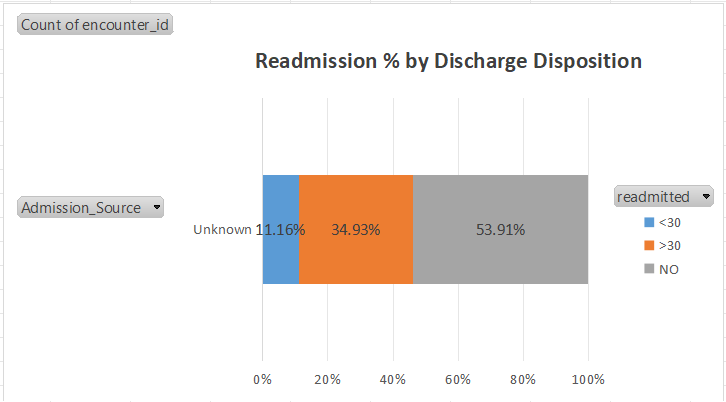 Count of encounter_id
Readmission % by Discharge Disposition
Admission_Source
Unknown
11.16%
34.93%
53.91%
readmitted
<30
>30
NO
0%
20%
40%
60%
80%
100%